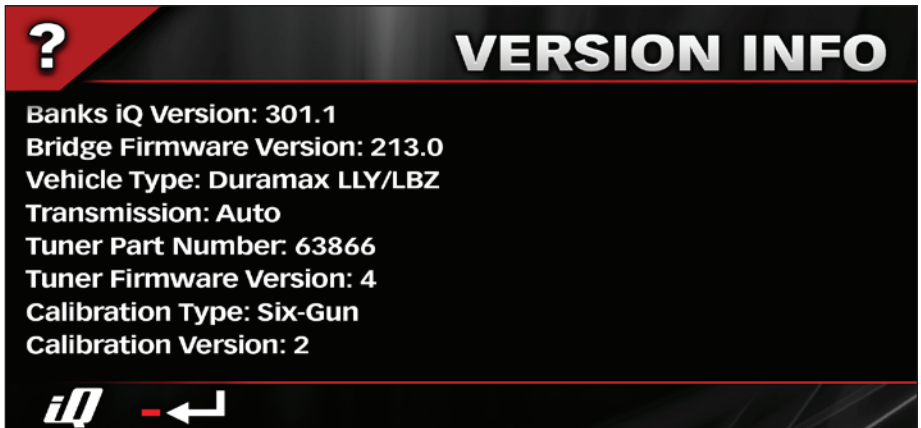 ?
VERSION INFO
Banks iQ Version: 301.1
Bridge Firmware Version: 213.0
Vehicle Type: Duramax LLY/LBZ
Transmission: Auto
Tuner Part Number: 63866
Tuner Firmware Version: 4
Calibration Type: Six-Gun
Calibration Version: 2
iQ